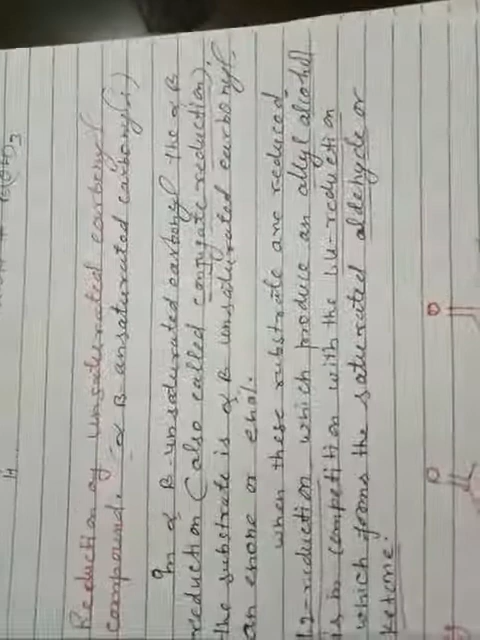 Reduction of unsaturated carbonyl
compound. (α B-unsaturated carbonyl:)
In α B-unsaturated carbonyl the α B
reduction (also called conjugate reduction).
the substrate is α B unsaturated carbonyl
an enone or enal.
when these substrate are reduced
1,2-reduction which produce an allyl alcohol
is in competition with the 1,4-reduction
which forms the saturated aldehyde or
ketone.
O
O